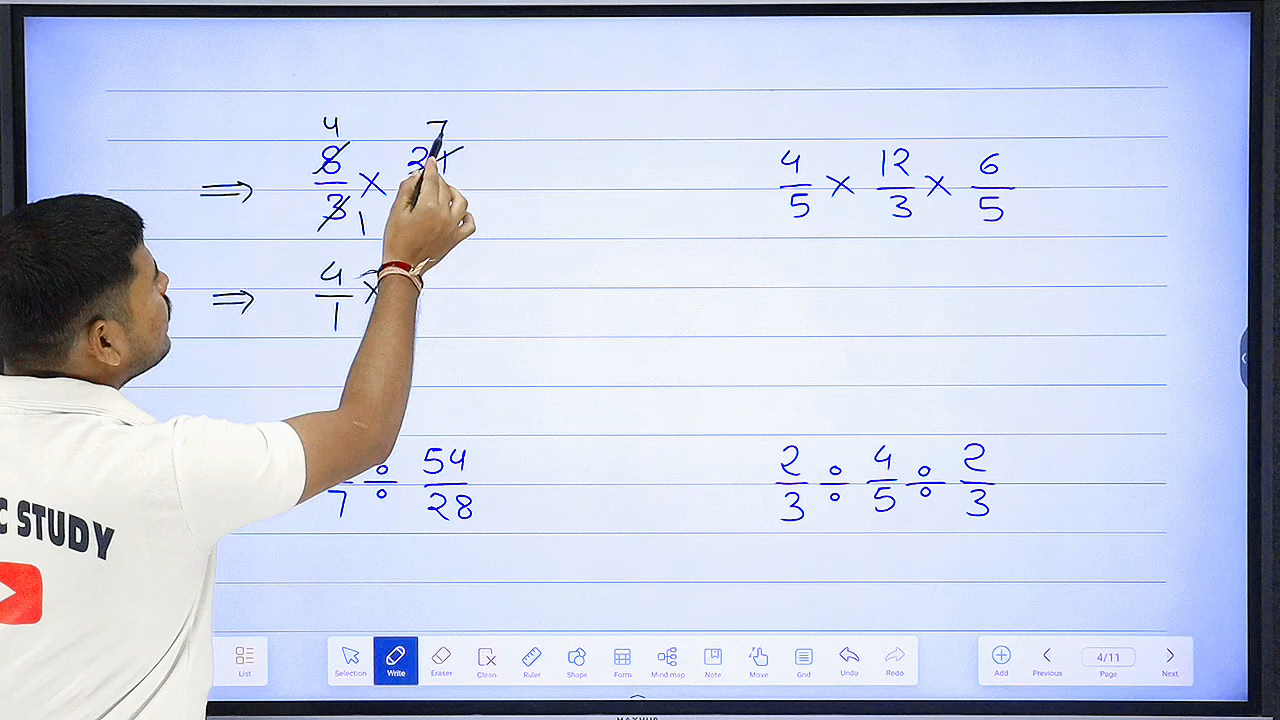 4 7
⇒ 8/3 × 21
1
4/5 × 12/3 × 6/5
⇒ 4/1 ×
7 ÷ 54/28
2/3 ÷ 4/5 ÷ 2/3
C STUDY
List Selection Write Eraser Clean Ruler Shape Form Mind map Note Move Grid Undo Redo Add Previous 4/11 Page Next